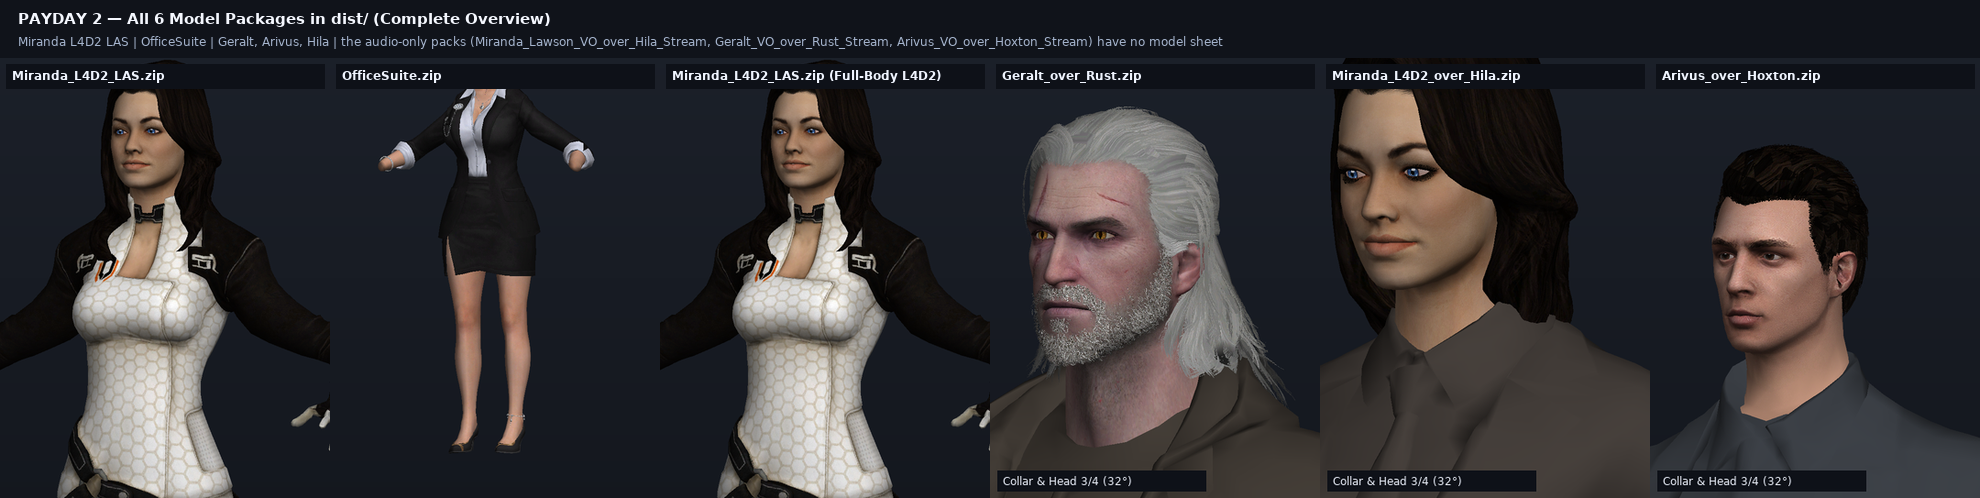 PAYDAY 2 — All 6 Model Packages in dist/ (Complete Overview)
Miranda L4D2 LAS | OfficeSuite | Geralt, Arivus, Hila | the audio-only packs (Miranda_Lawson_VO_over_Hila_Stream, Geralt_VO_over_Rust_Stream, Arivus_VO_over_Hoxton_Stream) have no model sheet
Miranda_L4D2_LAS.zip
OfficeSuite.zip
Miranda_L4D2_LAS.zip (Full-Body L4D2)
Geralt_over_Rust.zip
Miranda_L4D2_over_Hila.zip
Arivus_over_Hoxton.zip
Collar & Head 3/4 (32°)
Collar & Head 3/4 (32°)
Collar & Head 3/4 (32°)